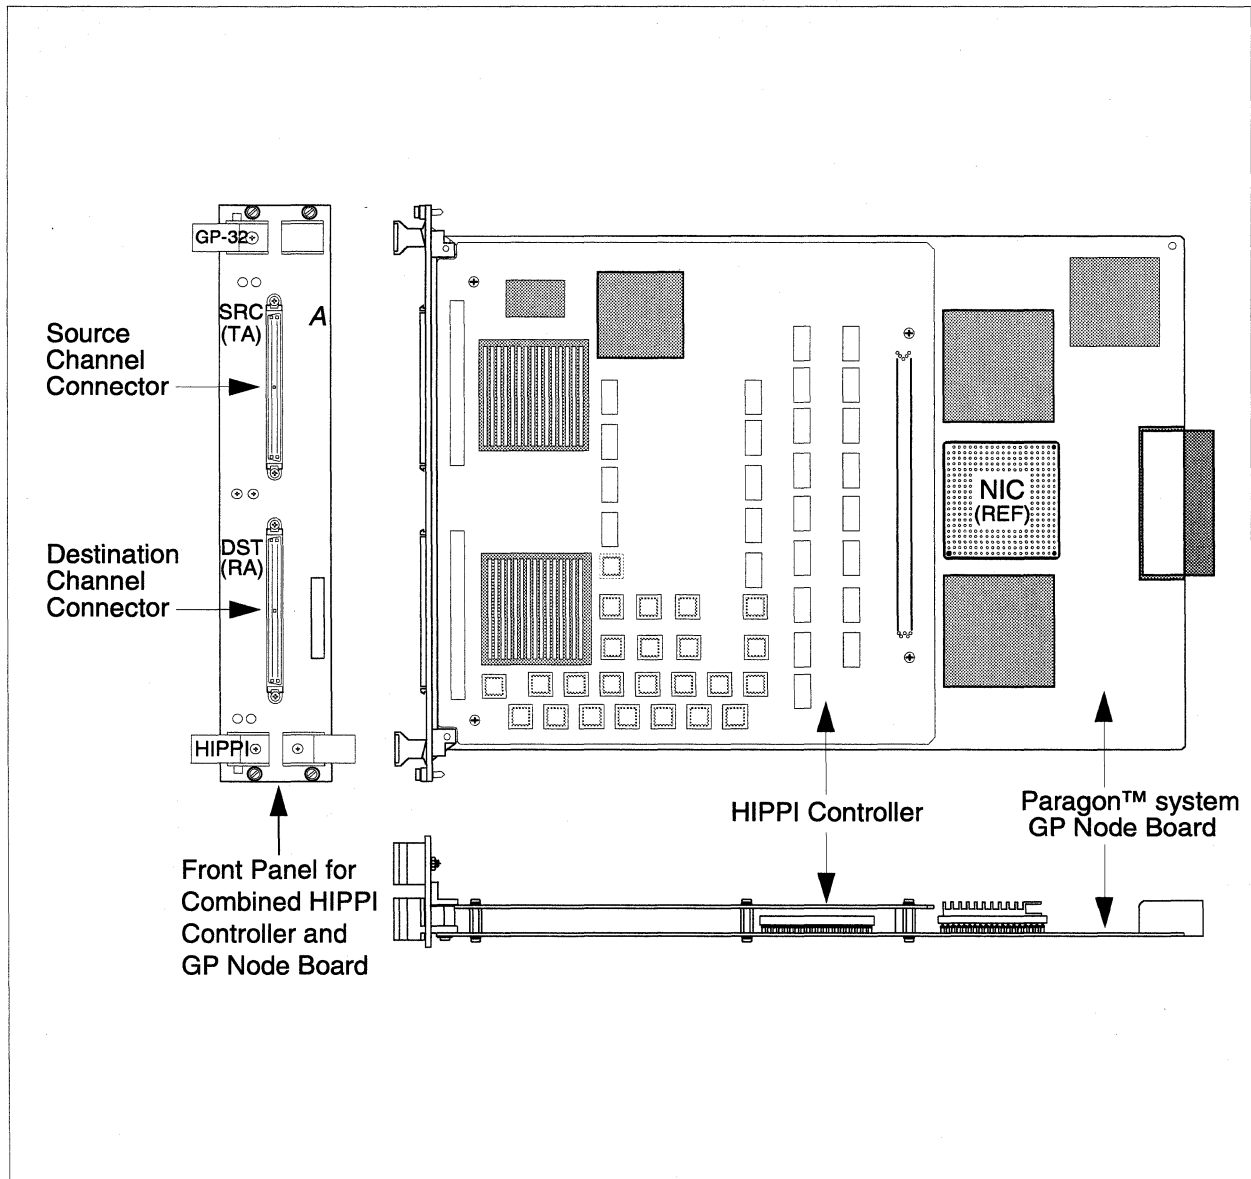 GP-32
SRC
(TA)
A
Source
Channel
Connector
DST
(RA)
Destination
Channel
Connector
HIPPI
NIC
(REF)
HIPPI Controller
Paragon™ system
GP Node Board
Front Panel for
Combined HIPPI
Controller and
GP Node Board